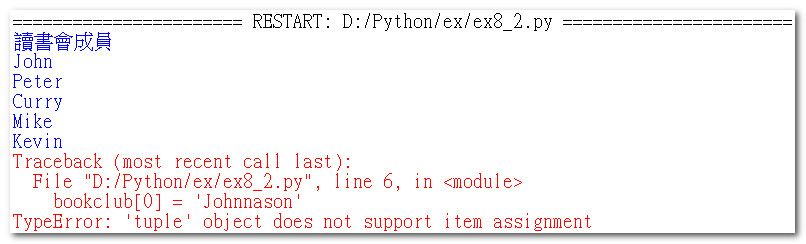 ======================= RESTART: D:/Python/ex/ex8_2.py =======================
讀書會成員
John
Peter
Curry
Mike
Kevin
Traceback (most recent call last):
  File "D:/Python/ex/ex8_2.py", line 6, in <module>
    bookclub[0] = 'Johnnason'
TypeError: 'tuple' object does not support item assignment